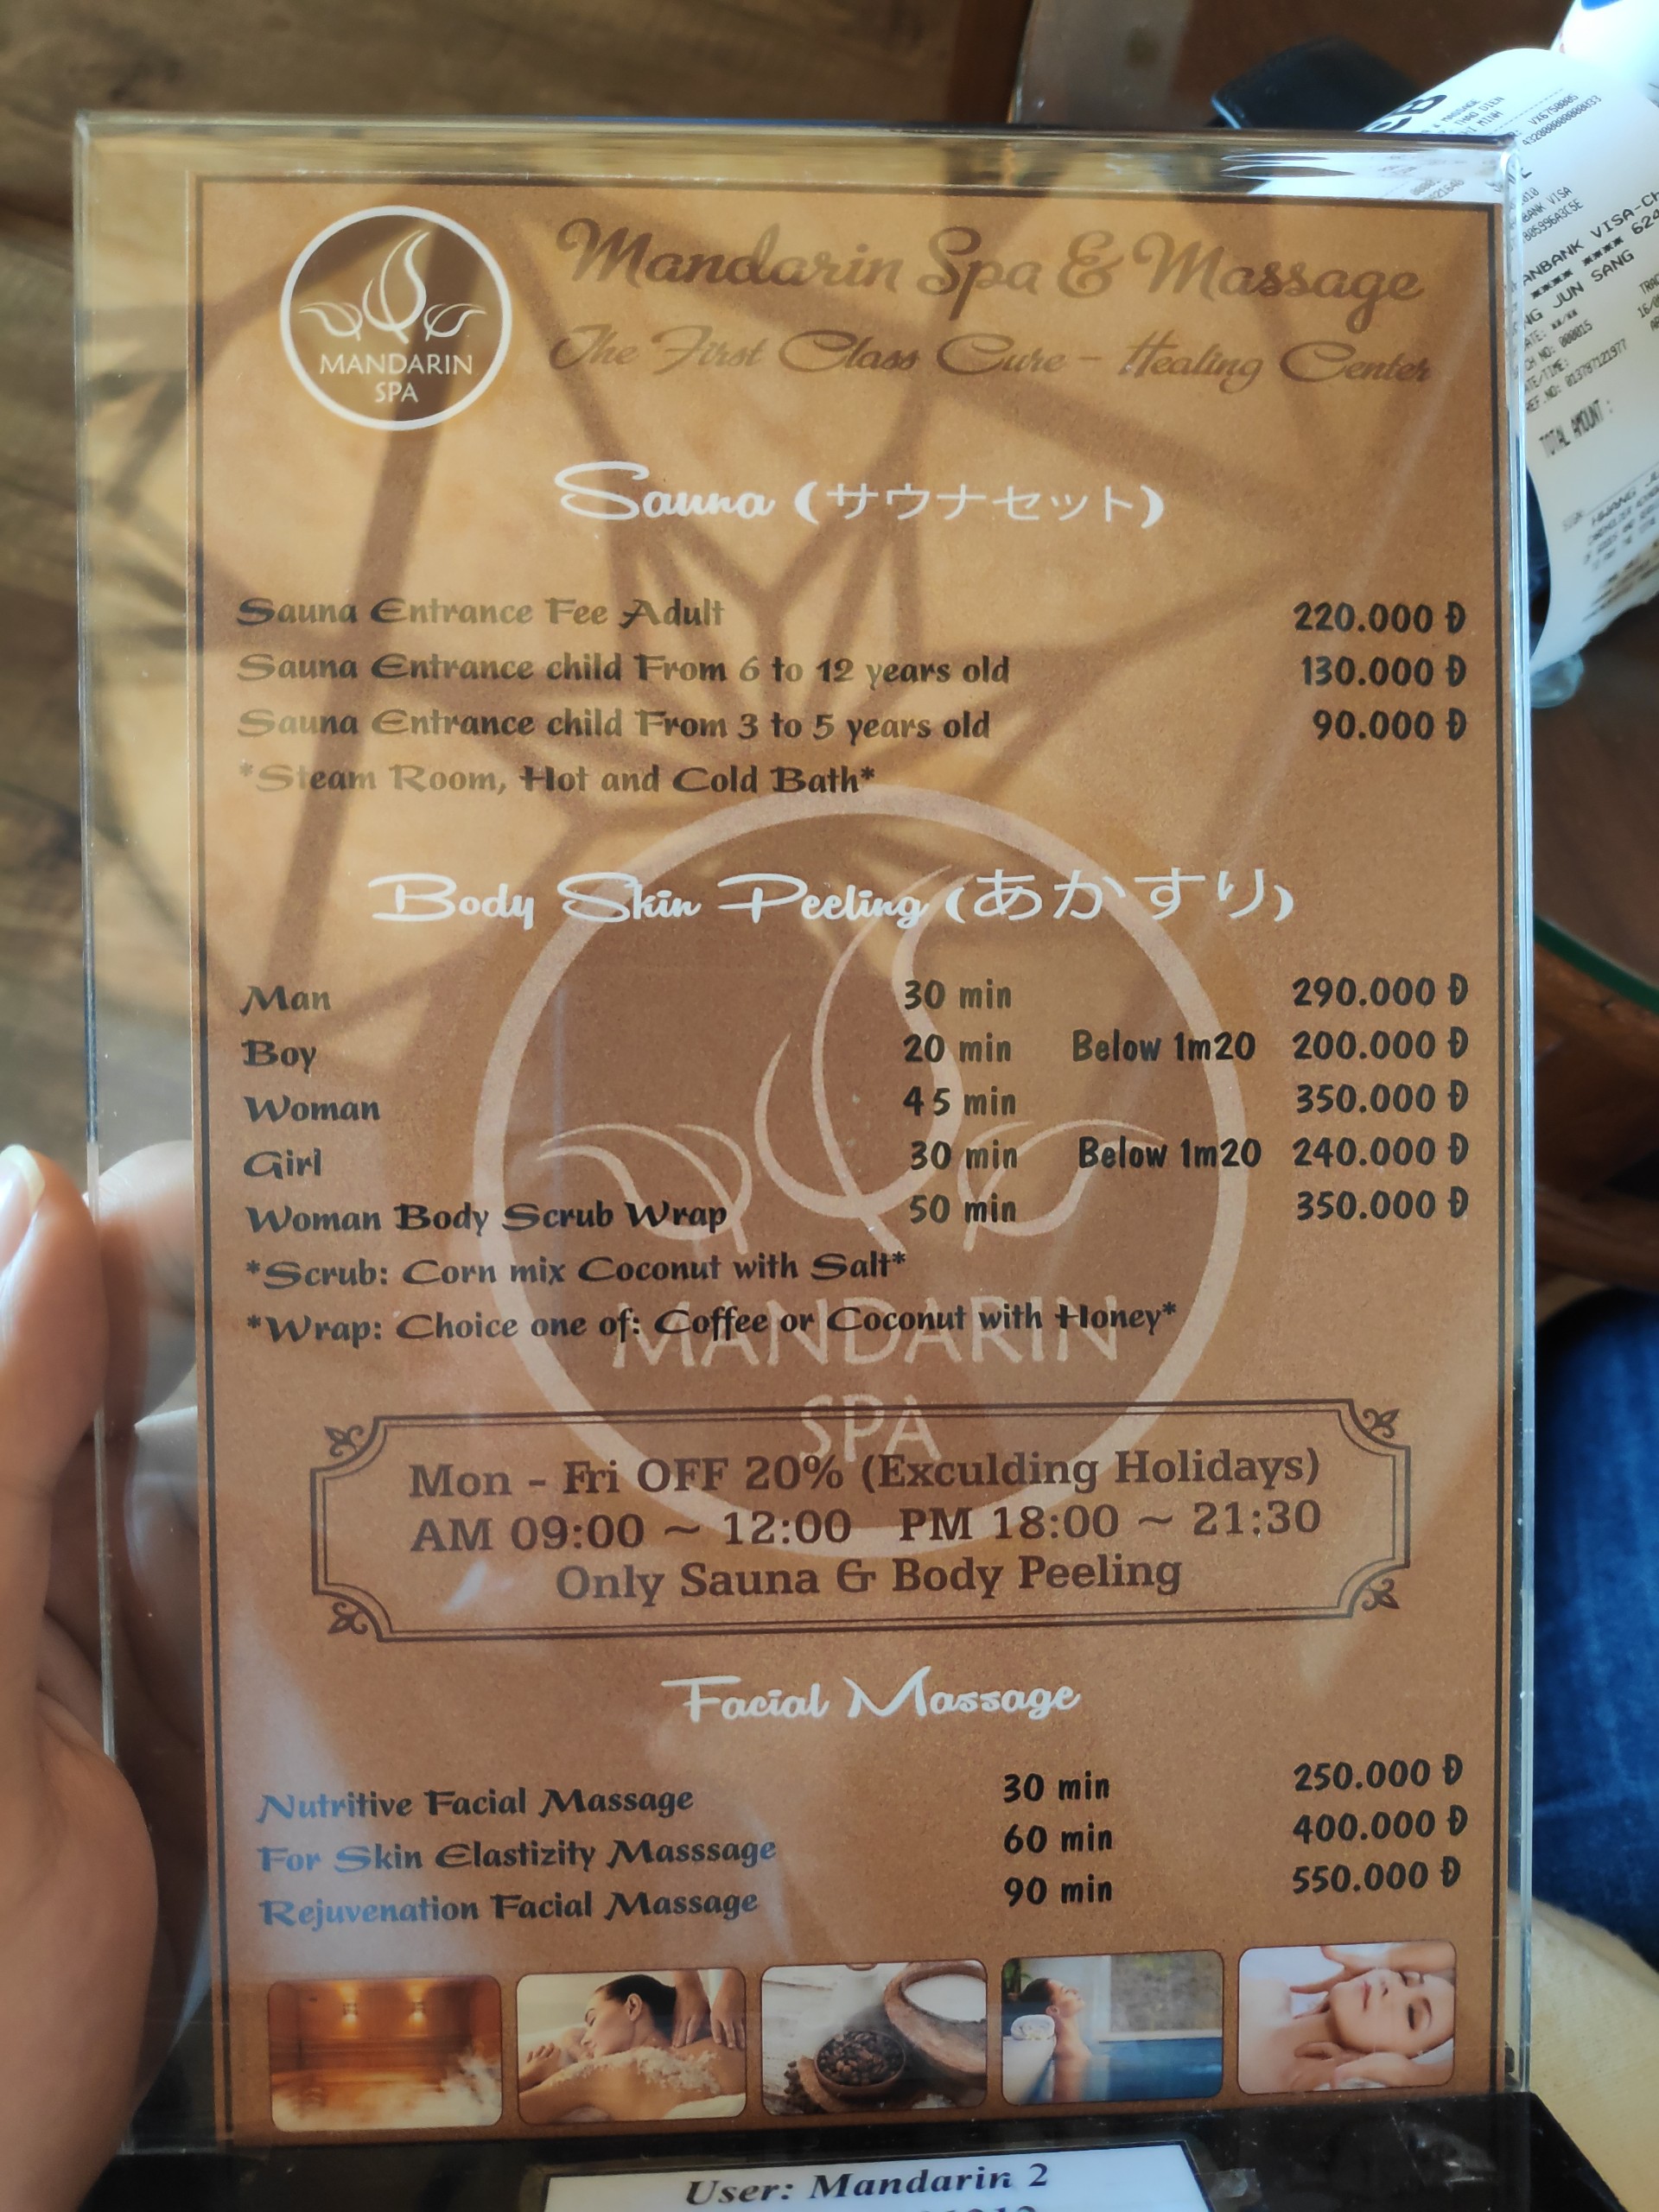 MANDARIN
SPA
Mandarin Spa & Massage
The First Class Cure – Healing Center
Sauna (サウナセット)
Sauna Entrance Fee Adult 220.000 Đ
Sauna Entrance child From 6 to 12 years old 130.000 Đ
Sauna Entrance child From 3 to 5 years old 90.000 Đ
*Steam Room, Hot and Cold Bath*
Body Skin Peeling (あかすり)
Man 30 min 290.000 Đ
Boy 20 min Below 1m20 200.000 Đ
Woman 45 min 350.000 Đ
Girl 30 min Below 1m20 240.000 Đ
Woman Body Scrub Wrap 50 min 350.000 Đ
*Scrub: Corn mix Coconut with Salt*
*Wrap: Choice one of: Coffee or Coconut with Honey*
MANDARIN
SPA
Mon - Fri OFF 20% (Exculding Holidays)
AM 09:00 ~ 12:00 PM 18:00 ~ 21:30
Only Sauna & Body Peeling
Facial Massage
Nutritive Facial Massage 30 min 250.000 Đ
For Skin Elastizity Masssage 60 min 400.000 Đ
Rejuvenation Facial Massage 90 min 550.000 Đ
User: Mandarin 2
VX6750005
BANK VISA
JUN SANG
TOTAL AMOUNT :